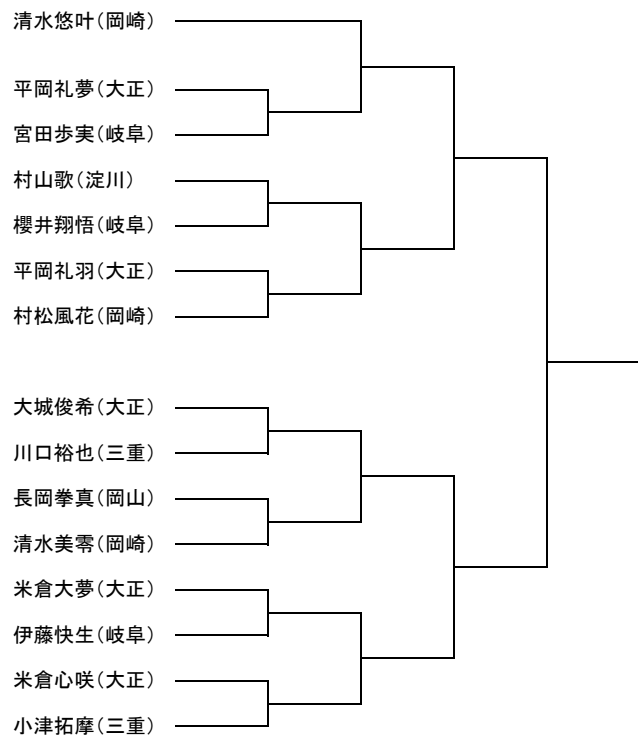 清水悠叶（岡崎）
平岡礼夢（大正）
宮田歩実（岐阜）
村山歌（淀川）
櫻井翔悟（岐阜）
平岡礼羽（大正）
村松風花（岡崎）
大城俊希（大正）
川口裕也（三重）
長岡拳真（岡山）
清水美零（岡崎）
米倉大夢（大正）
伊藤快生（岐阜）
米倉心咲（大正）
小津拓摩（三重）